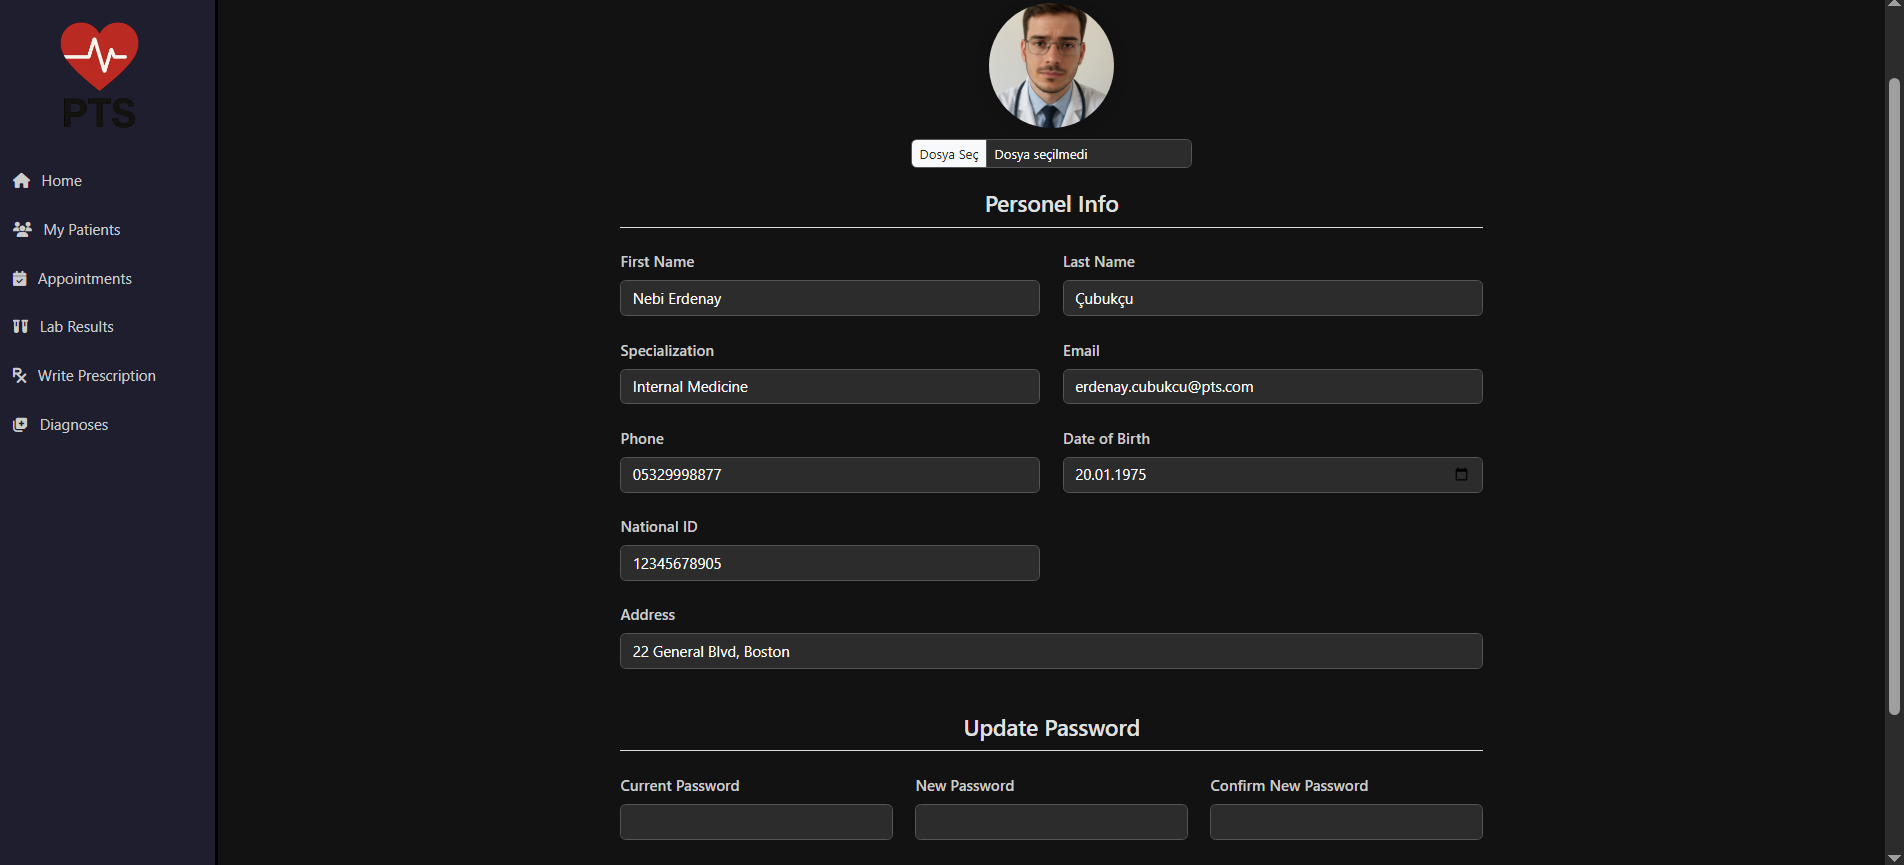 PTS
Home
My Patients
Appointments
Lab Results
Write Prescription
Diagnoses
Dosya Seç Dosya seçilmedi
Personel Info
First Name Last Name
Nebi Erdenay Çubukçu
Specialization Email
Internal Medicine erdenay.cubukcu@pts.com
Phone Date of Birth
05329998877 20.01.1975
National ID
12345678905
Address
22 General Blvd, Boston
Update Password
Current Password New Password Confirm New Password